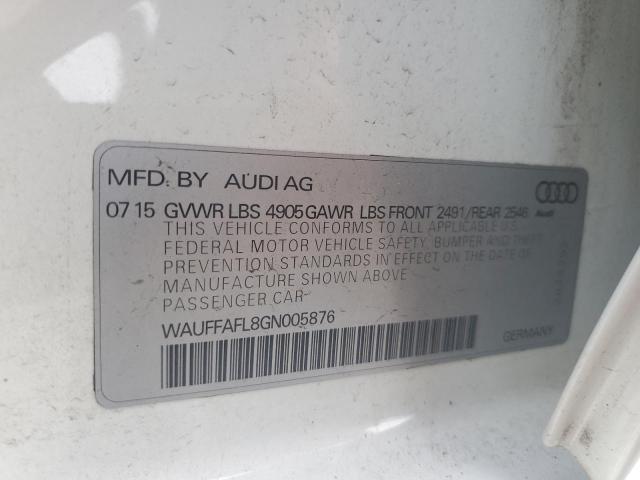 MFD. BY AUDI AG
07 15 GVWR LBS 4905 GAWR LBS FRONT 2491/REAR 2546
Audi
THIS VEHICLE CONFORMS TO ALL APPLICABLE U.S.
FEDERAL MOTOR VEHICLE SAFETY, BUMPER AND THEFT
PREVENTION STANDARDS IN EFFECT ON THE DATE OF
MANUFACTURE SHOWN ABOVE
PASSENGER CAR
WAUFFAFL8GN005876
GERMANY